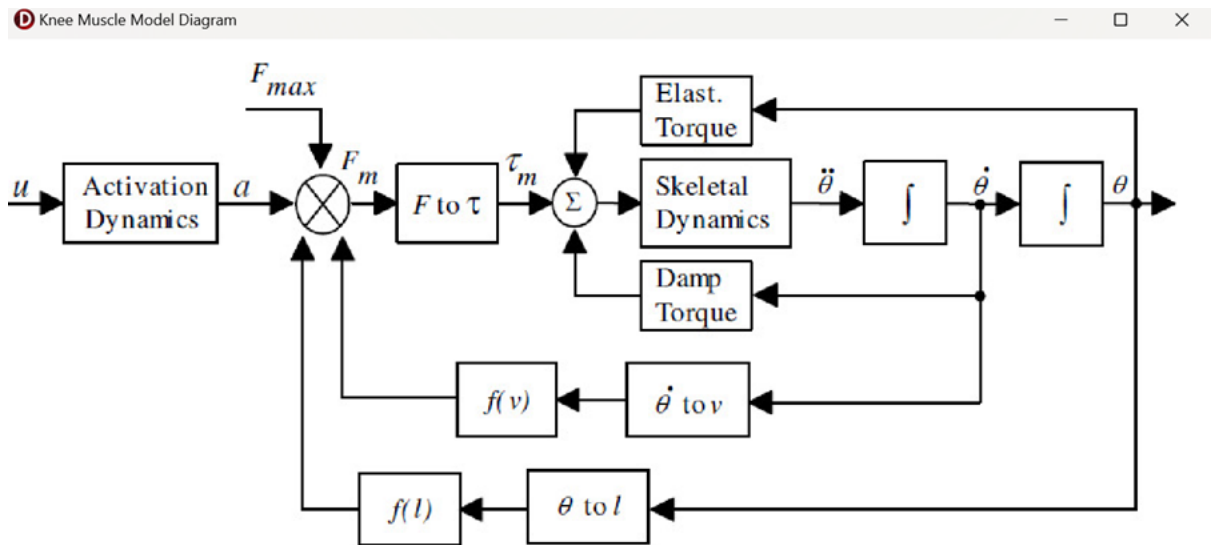 Knee Muscle Model Diagram
F_max
Elast.
Torque
u
Activation
Dynamics
a
F_m
F to τ
τ_m
Σ
Skeletal
Dynamics
θ̈
∫
θ̇
∫
θ
Damp
Torque
f(v)
θ̇ to v
f(l)
θ to l